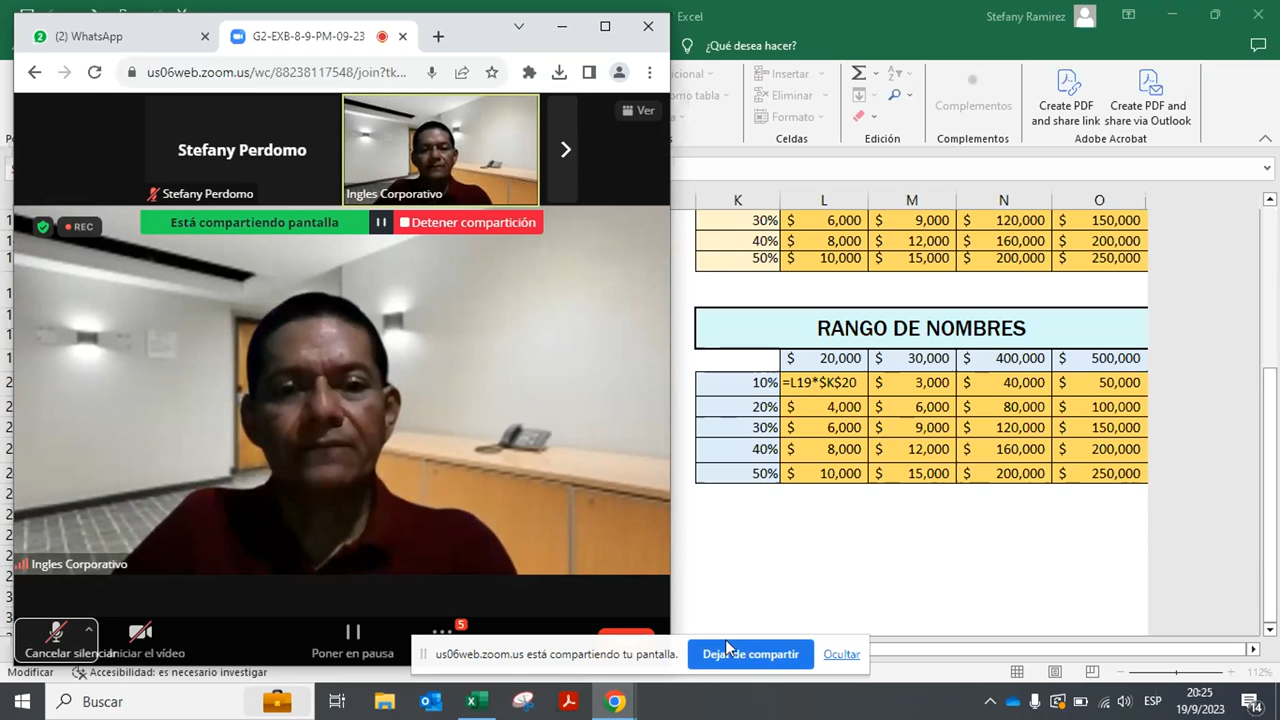 Excel
Stefany Ramirez
(2) WhatsApp
G2-EXB-8-9-PM-09-23
¿Qué desea hacer?
us06web.zoom.us/wc/88238117548/join?tk...
Insertar
Eliminar
Formato
Celdas
Edición
Complementos
Complementos
Create PDF and share link
Create PDF and share via Outlook
Adobe Acrobat
Ver
Stefany Perdomo
Stefany Perdomo
Ingles Corporativo
REC
Está compartiendo pantalla
Detener compartición
K L M N O
30% $ 6,000 $ 9,000 $ 120,000 $ 150,000
40% $ 8,000 $ 12,000 $ 160,000 $ 200,000
50% $ 10,000 $ 15,000 $ 200,000 $ 250,000
RANGO DE NOMBRES
$ 20,000 $ 30,000 $ 400,000 $ 500,000
10% =L19*$K$20 $ 3,000 $ 40,000 $ 50,000
20% $ 4,000 $ 6,000 $ 80,000 $ 100,000
30% $ 6,000 $ 9,000 $ 120,000 $ 150,000
40% $ 8,000 $ 12,000 $ 160,000 $ 200,000
50% $ 10,000 $ 15,000 $ 200,000 $ 250,000
Ingles Corporativo
5
Cancelar silenciar
Iniciar el vídeo
Poner en pausa
us06web.zoom.us está compartiendo tu pantalla.
Dejar de compartir
Ocultar
Modificar
Accesibilidad: es necesario investigar
112%
Buscar
ESP
20:25
19/9/2023
14